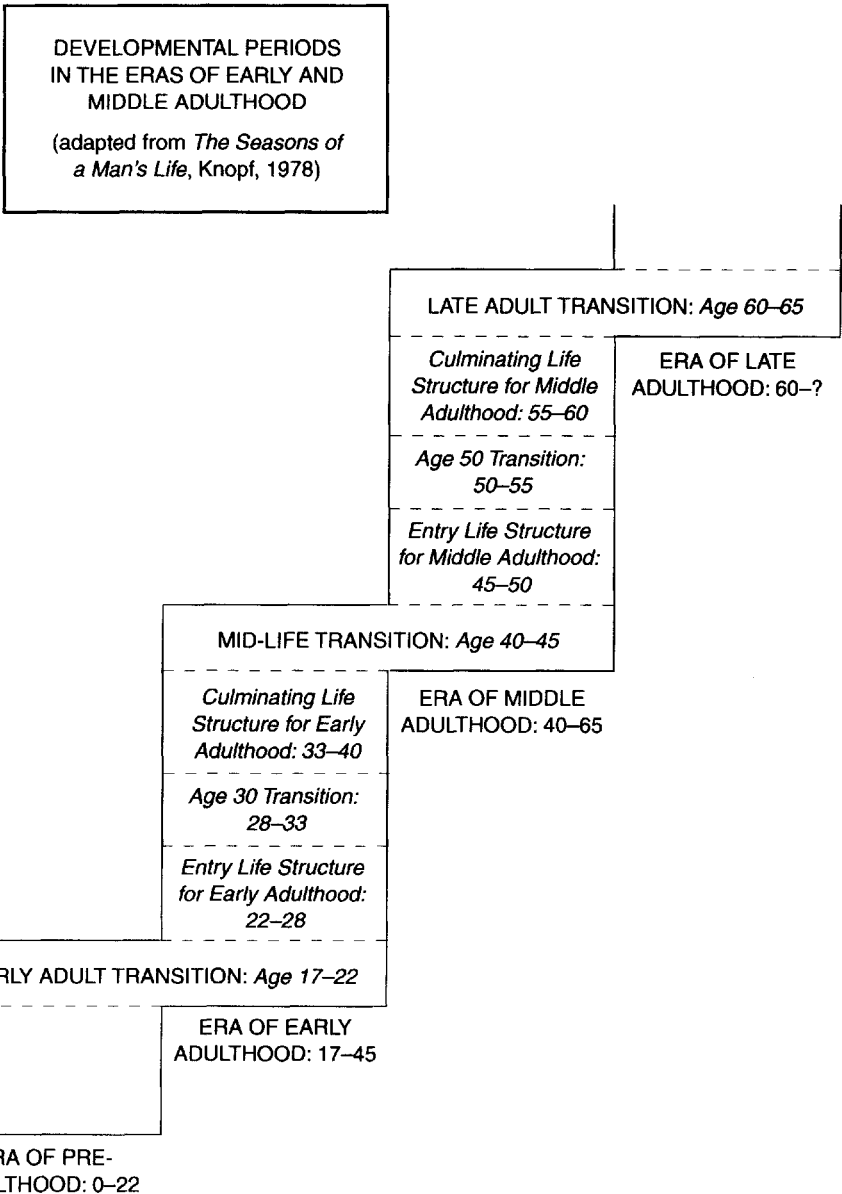 DEVELOPMENTAL PERIODS
IN THE ERAS OF EARLY AND
MIDDLE ADULTHOOD
(adapted from The Seasons of
a Man's Life, Knopf, 1978)
LATE ADULT TRANSITION: Age 60–65
Culminating Life
Structure for Middle
Adulthood: 55–60
ERA OF LATE
ADULTHOOD: 60–?
Age 50 Transition:
50–55
Entry Life Structure
for Middle Adulthood:
45–50
MID-LIFE TRANSITION: Age 40–45
Culminating Life
Structure for Early
Adulthood: 33–40
ERA OF MIDDLE
ADULTHOOD: 40–65
Age 30 Transition:
28–33
Entry Life Structure
for Early Adulthood:
22–28
RLY ADULT TRANSITION: Age 17–22
ERA OF EARLY
ADULTHOOD: 17–45
RA OF PRE-
LTHOOD: 0–22